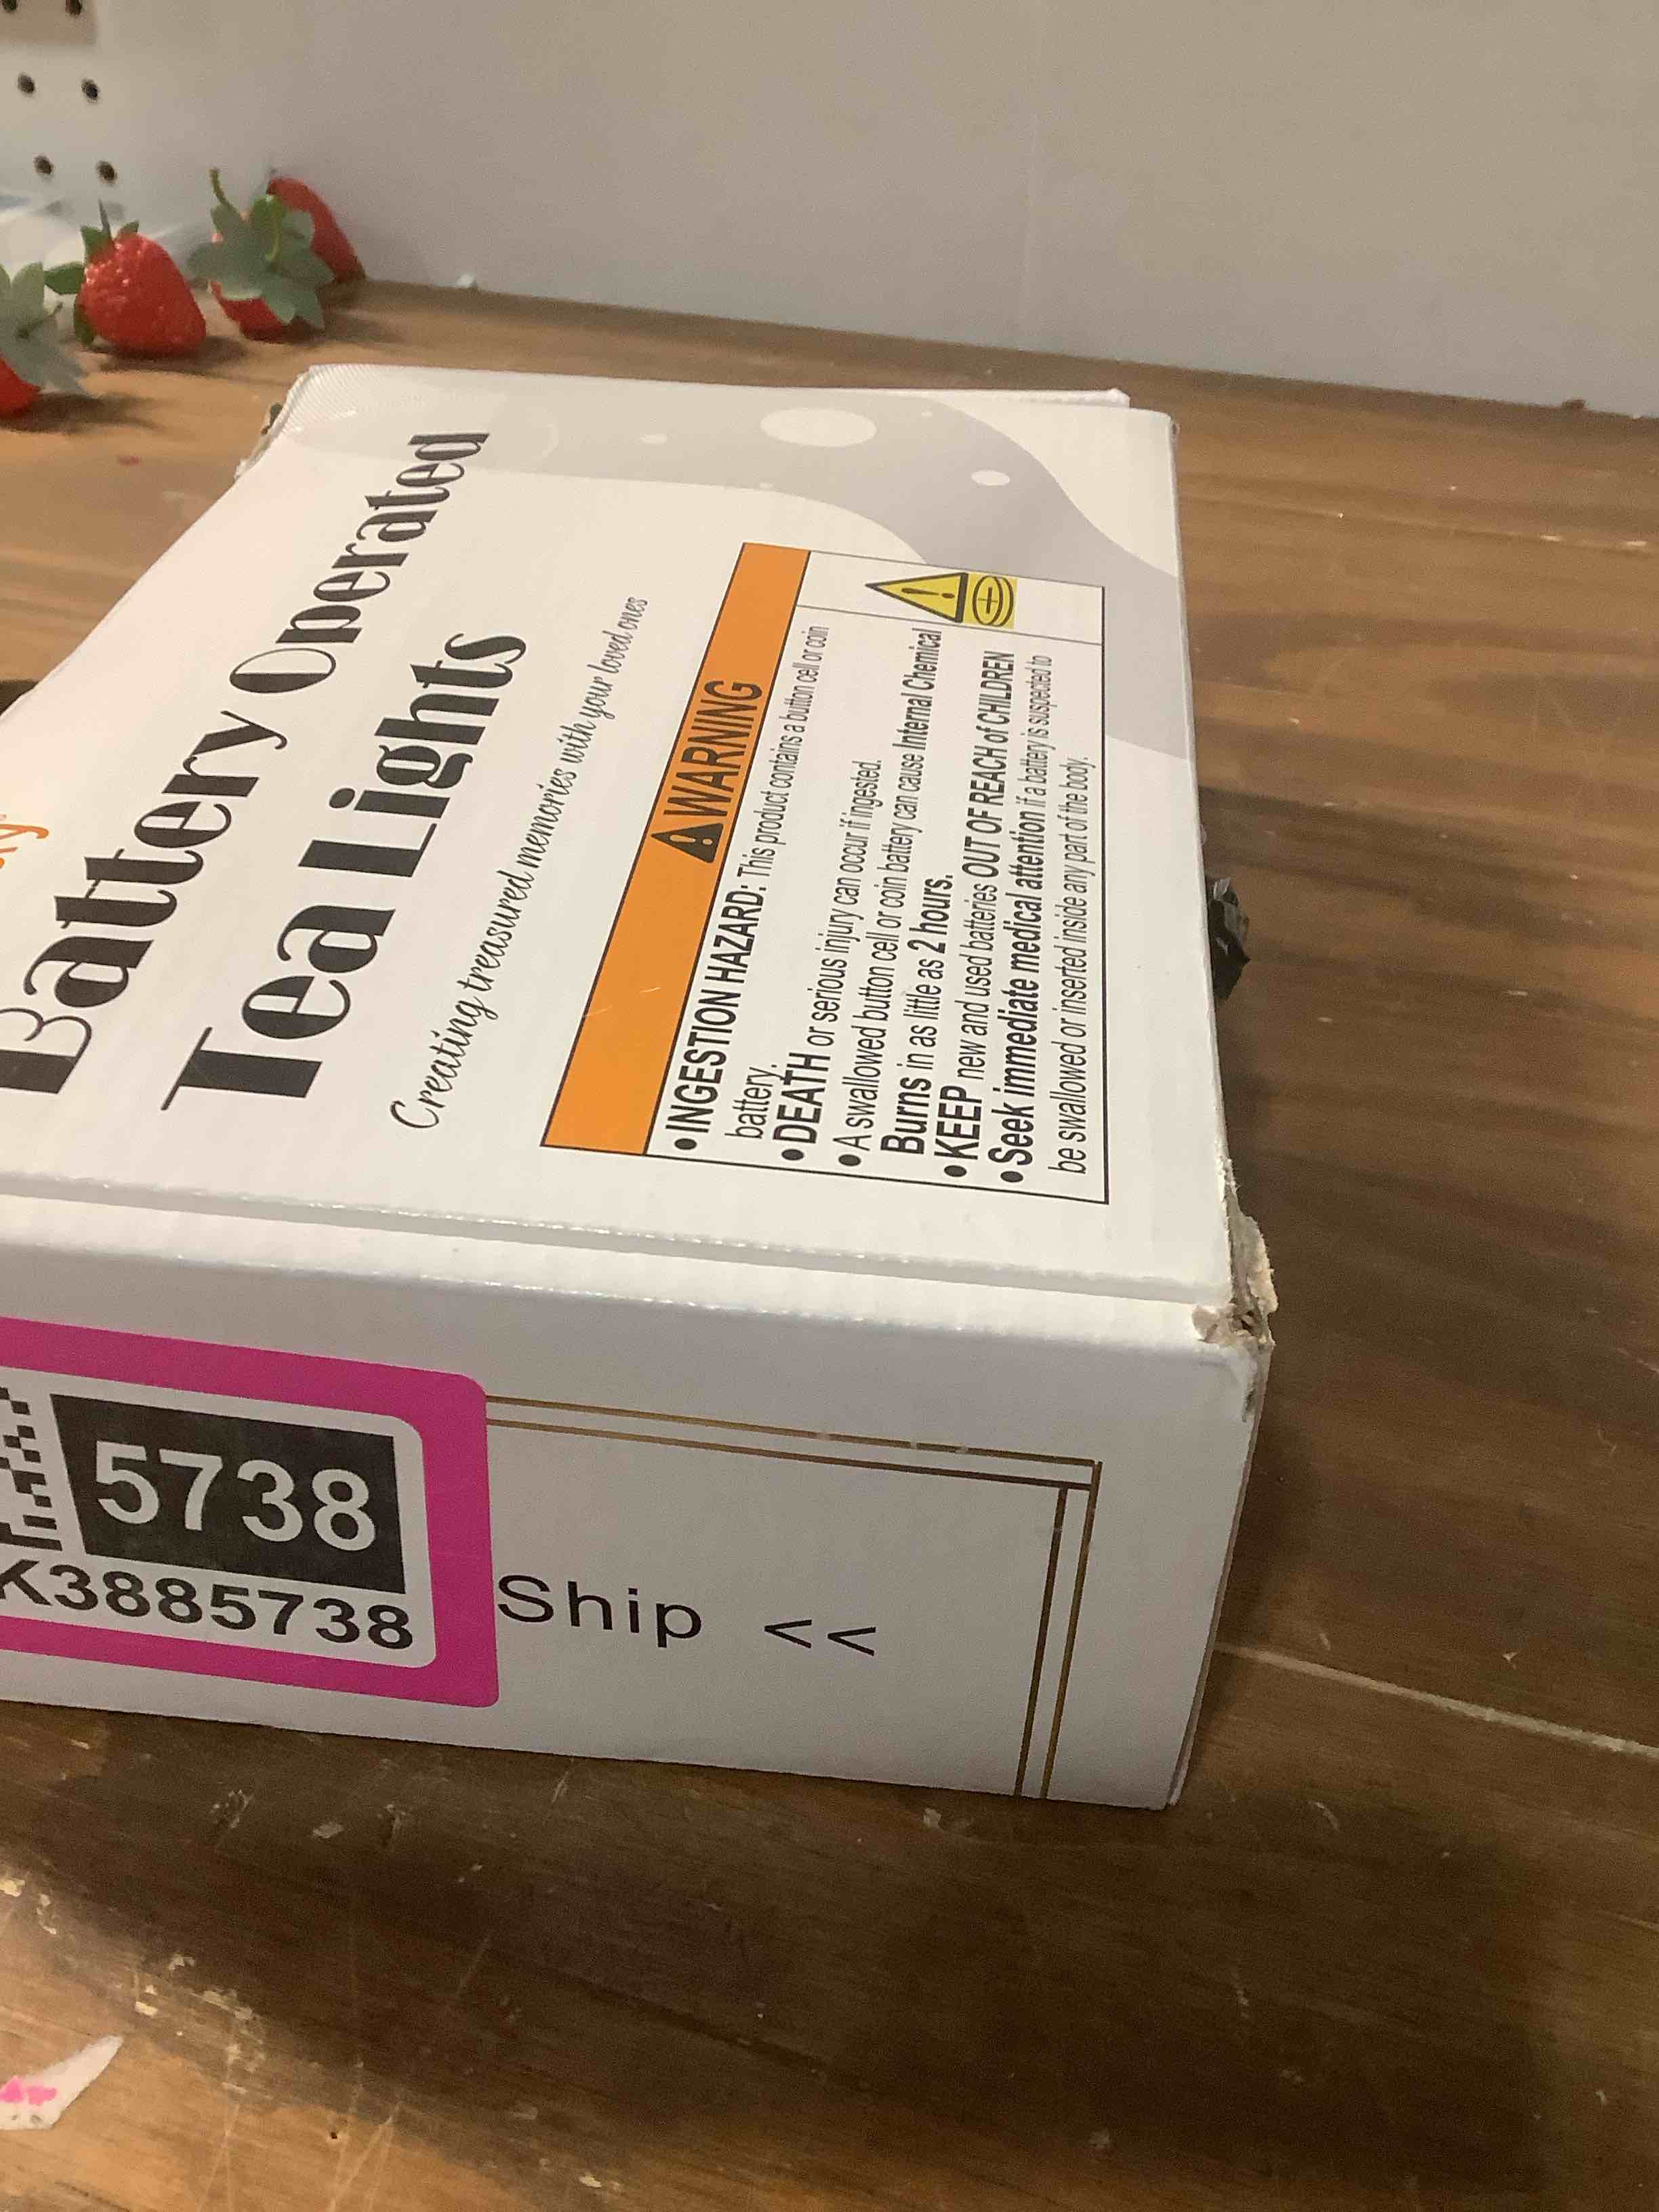 Battery Operated
Tea Lights
Creating treasured memories with your loved ones
WARNING
•INGESTION HAZARD: This product contains a button cell or coin
battery.
•DEATH or serious injury can occur if ingested.
•A swallowed button cell or coin battery can cause Internal Chemical
Burns in as little as 2 hours.
•KEEP new and used batteries OUT OF REACH of CHILDREN
•Seek immediate medical attention if a battery is suspected to
be swallowed or inserted inside any part of the body.
5738
K3885738
Ship <<